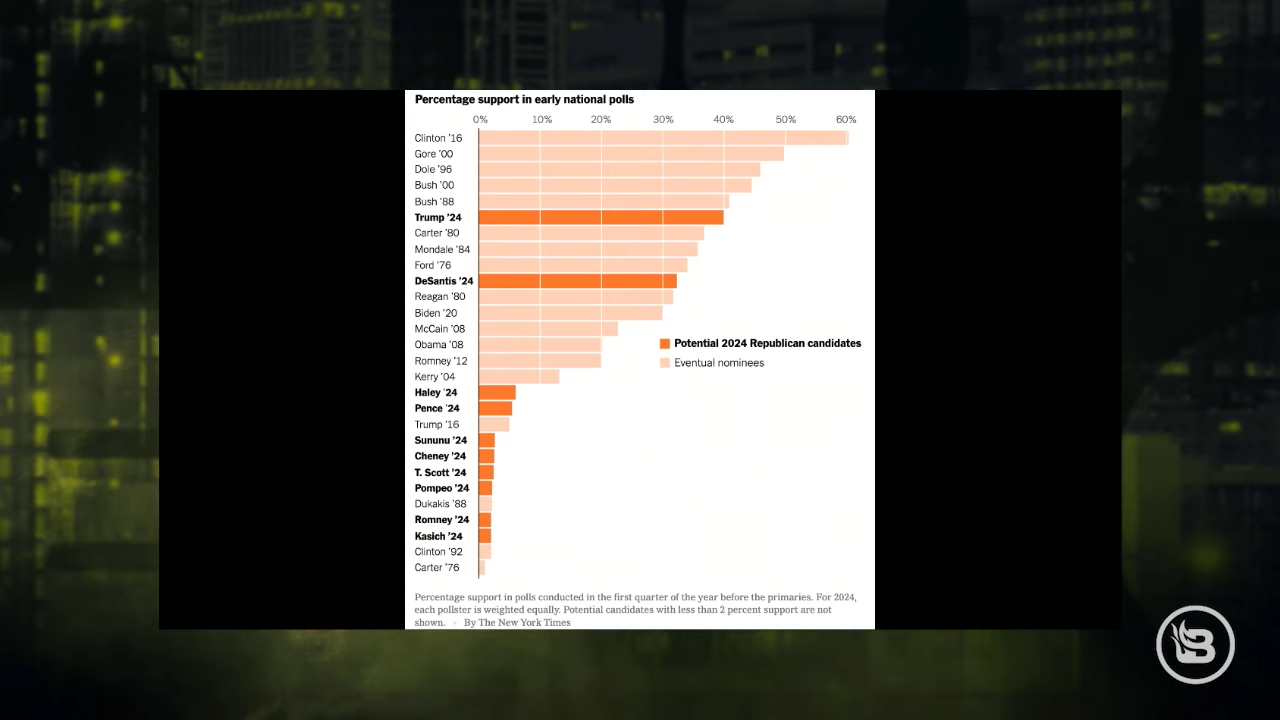 Percentage support in early national polls
0% 10% 20% 30% 40% 50% 60%
Clinton '16
Gore '00
Dole '96
Bush '00
Bush '88
Trump '24
Carter '80
Mondale '84
Ford '76
DeSantis '24
Reagan '80
Biden '20
McCain '08
Obama '08
Romney '12
Kerry '04
Haley '24
Pence '24
Trump '16
Sununu '24
Cheney '24
T. Scott '24
Pompeo '24
Dukakis '88
Romney '24
Kasich '24
Clinton '92
Carter '76
Potential 2024 Republican candidates
Eventual nominees
Percentage support in polls conducted in the first quarter of the year before the primaries. For 2024,
each pollster is weighted equally. Potential candidates with less than 2 percent support are not
shown. • By The New York Times
B